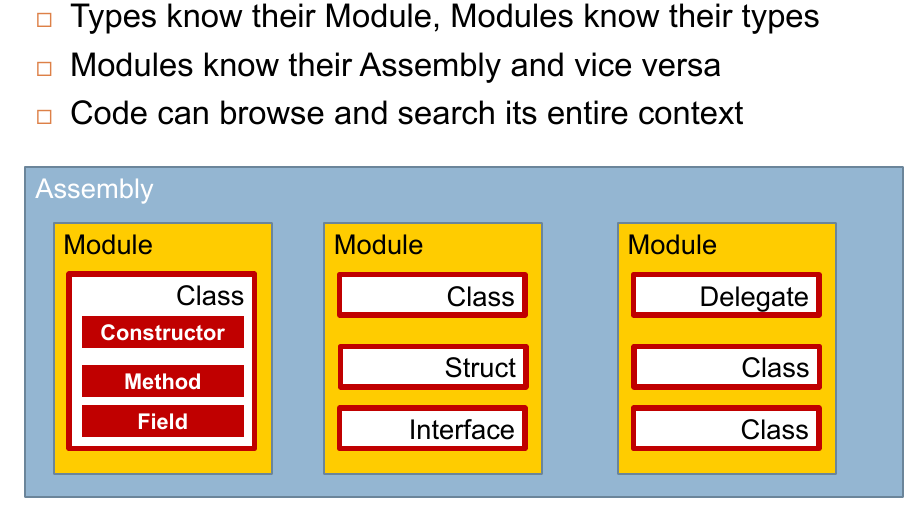 Types know their Module, Modules know their types
Modules know their Assembly and vice versa
Code can browse and search its entire context
Assembly
Module
Class
Constructor
Method
Field
Module
Class
Struct
Interface
Module
Delegate
Class
Class